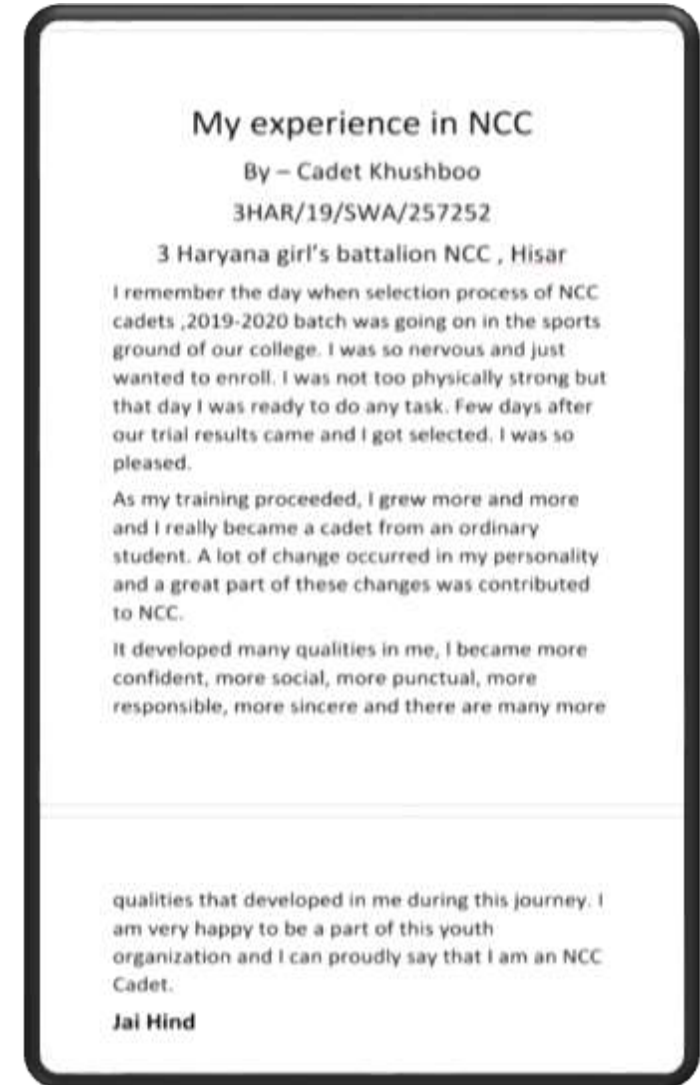 My experience in NCC
By – Cadet Khushboo
3HAR/19/SWA/257252
3 Haryana girl's battalion NCC , Hisar
I remember the day when selection process of NCC
cadets ,2019-2020 batch was going on in the sports
ground of our college. I was so nervous and just
wanted to enroll. I was not too physically strong but
that day I was ready to do any task. Few days after
our trial results came and I got selected. I was so
pleased.
As my training proceeded, I grew more and more
and I really became a cadet from an ordinary
student. A lot of change occurred in my personality
and a great part of these changes was contributed
to NCC.
It developed many qualities in me, I became more
confident, more social, more punctual, more
responsible, more sincere and there are many more
qualities that developed in me during this journey. I
am very happy to be a part of this youth
organization and I can proudly say that I am an NCC
Cadet.
Jai Hind